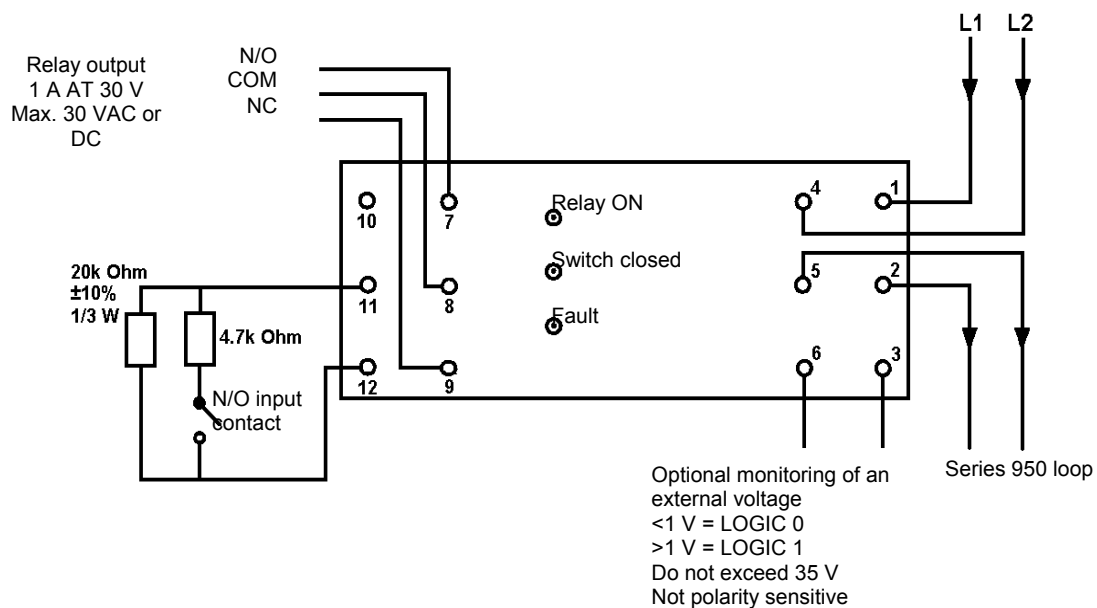 L1 L2
Relay output
1 A AT 30 V
Max. 30 VAC or
DC
N/O
COM
NC
10
7
Relay ON
4
1
20k Ohm
±10%
1/3 W
4.7k Ohm
11
8
Switch closed
5
2
N/O input
contact
12
9
Fault
6
3
Optional monitoring of an
external voltage
<1 V = LOGIC 0
>1 V = LOGIC 1
Do not exceed 35 V
Not polarity sensitive
Series 950 loop